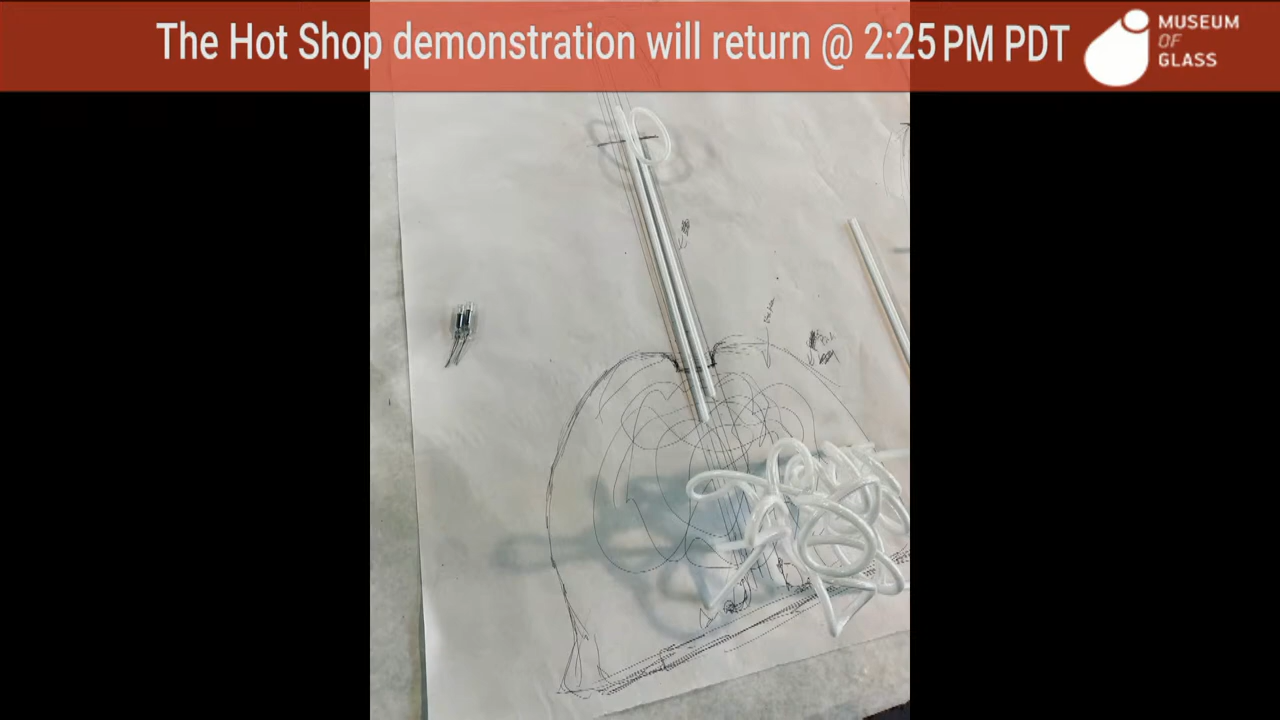 The Hot Shop demonstration will return @ 2:25 PM PDT
MUSEUM
OF
GLASS